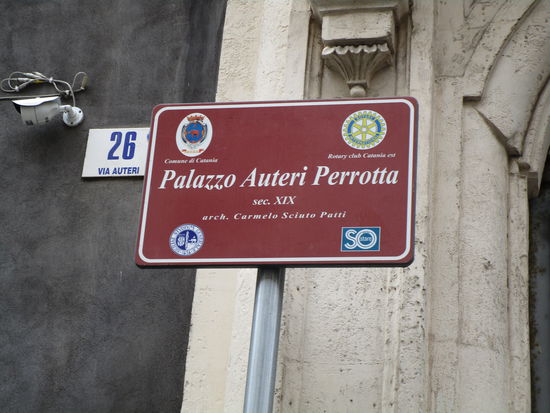 26
VIA AUTERI
Comune di Catania
Rotary club Catania est
Palazzo Auteri Perrotta
sec. XIX
arch. Carmelo Sciuto Patti